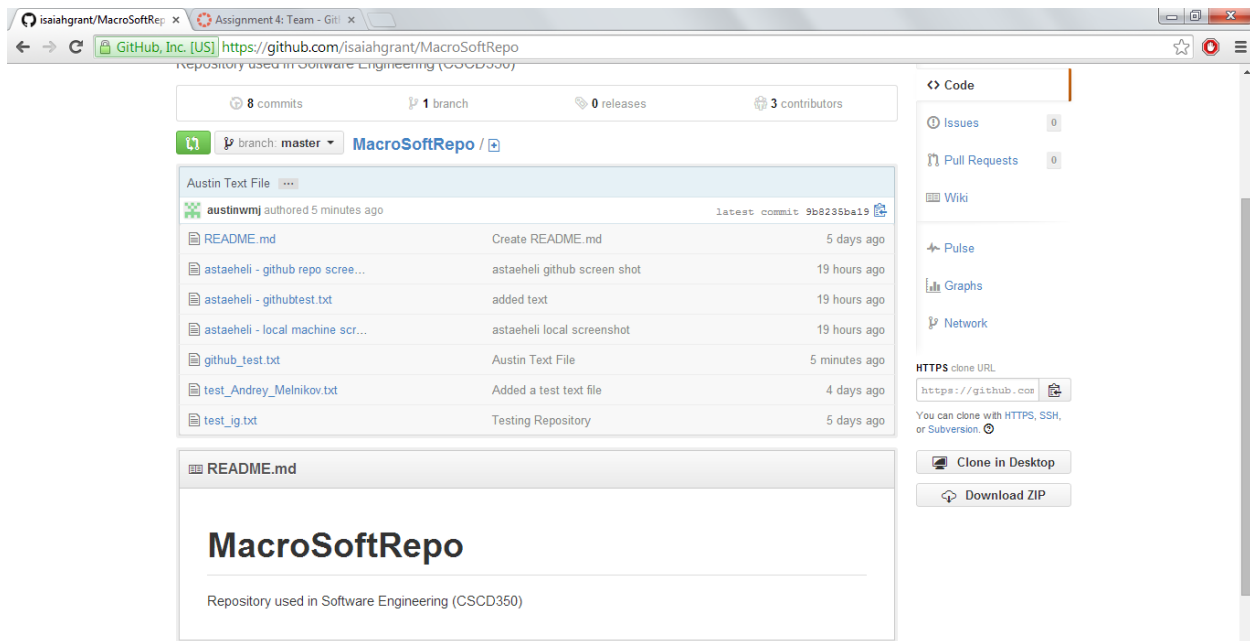 isaiahgrant/MacroSoftRep
Assignment 4: Team - Git
GitHub, Inc. [US] https://github.com/isaiahgrant/MacroSoftRepo
Repository used in Software Engineering (CSCD350)
8 commits 1 branch 0 releases 3 contributors
branch: master MacroSoftRepo /
Austin Text File ...
austinwmj authored 5 minutes ago latest commit 9b8235ba19
README.md Create README.md 5 days ago
astaeheli - github repo scree... astaeheli github screen shot 19 hours ago
astaeheli - githubtest.txt added text 19 hours ago
astaeheli - local machine scr... astaeheli local screenshot 19 hours ago
github_test.txt Austin Text File 5 minutes ago
test_Andrey_Melnikov.txt Added a test text file 4 days ago
test_ig.txt Testing Repository 5 days ago
README.md
MacroSoftRepo
Repository used in Software Engineering (CSCD350)
<> Code
Issues 0
Pull Requests 0
Wiki
Pulse
Graphs
Network
HTTPS clone URL
https://github.com
You can clone with HTTPS, SSH,
or Subversion.
Clone in Desktop
Download ZIP